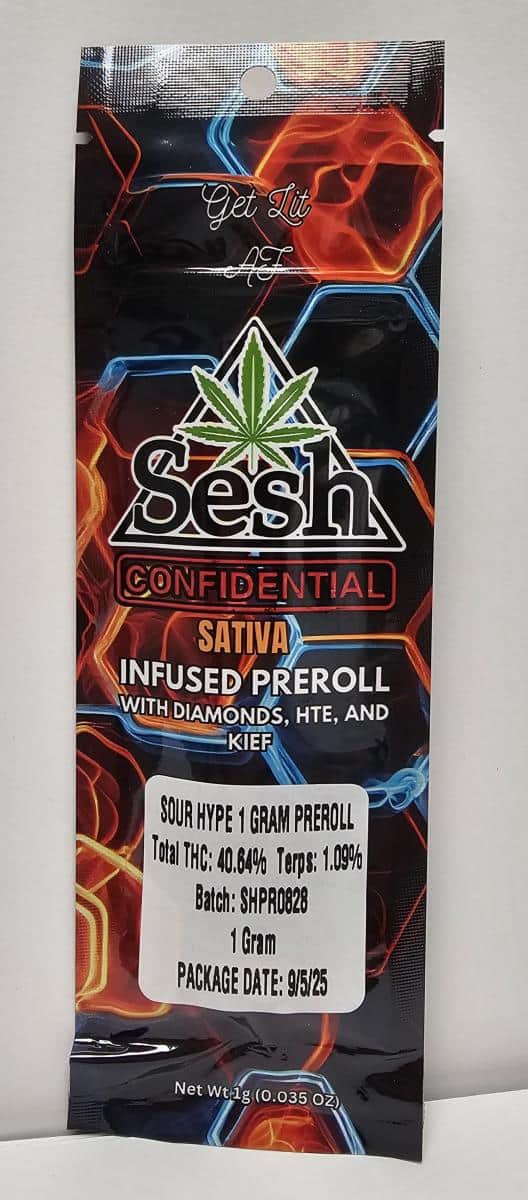 Get Lit
AF
Sesh
CONFIDENTIAL
SATIVA
INFUSED PREROLL
WITH DIAMONDS, HTE, AND
KIEF
SOUR HYPE 1 GRAM PREROLL
Total THC: 40.64% Terps: 1.09%
Batch: SHPR0828
1 Gram
PACKAGE DATE: 9/5/25
Net Wt 1g (0.035 OZ)